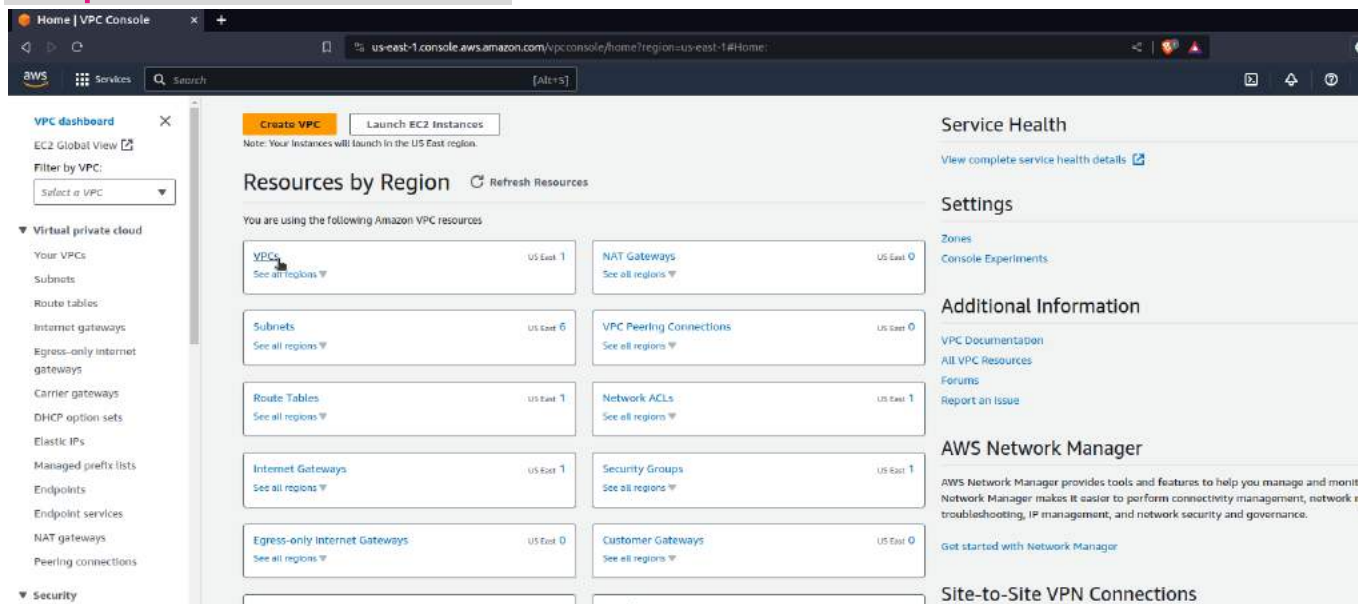 Home | VPC Console
us-east-1.console.aws.amazon.com/vpcconsole/home?region=us-east-1#Home:
aws
Services
Search
[Alt+S]
VPC dashboard
EC2 Global View
Filter by VPC:
Select a VPC
Virtual private cloud
Your VPCs
Subnets
Route tables
Internet gateways
Egress-only internet
gateways
Carrier gateways
DHCP option sets
Elastic IPs
Managed prefix lists
Endpoints
Endpoint services
NAT gateways
Peering connections
Security
Create VPC
Launch EC2 Instances
Note: Your Instances will launch in the US East region.
Resources by Region
Refresh Resources
You are using the following Amazon VPC resources
VPCs
US East 1
See all regions
NAT Gateways
US East 0
See all regions
Subnets
US East 6
See all regions
VPC Peering Connections
US East 0
See all regions
Route Tables
US East 1
See all regions
Network ACLs
US East 1
See all regions
Internet Gateways
US East 1
See all regions
Security Groups
US East 1
See all regions
Egress-only Internet Gateways
US East 0
See all regions
Customer Gateways
US East 0
See all regions
Service Health
View complete service health details
Settings
Zones
Console Experiments
Additional Information
VPC Documentation
All VPC Resources
Forums
Report an Issue
AWS Network Manager
AWS Network Manager provides tools and features to help you manage and monit
Network Manager makes it easier to perform connectivity management, network
troubleshooting, IP management, and network security and governance.
Get started with Network Manager
Site-to-Site VPN Connections